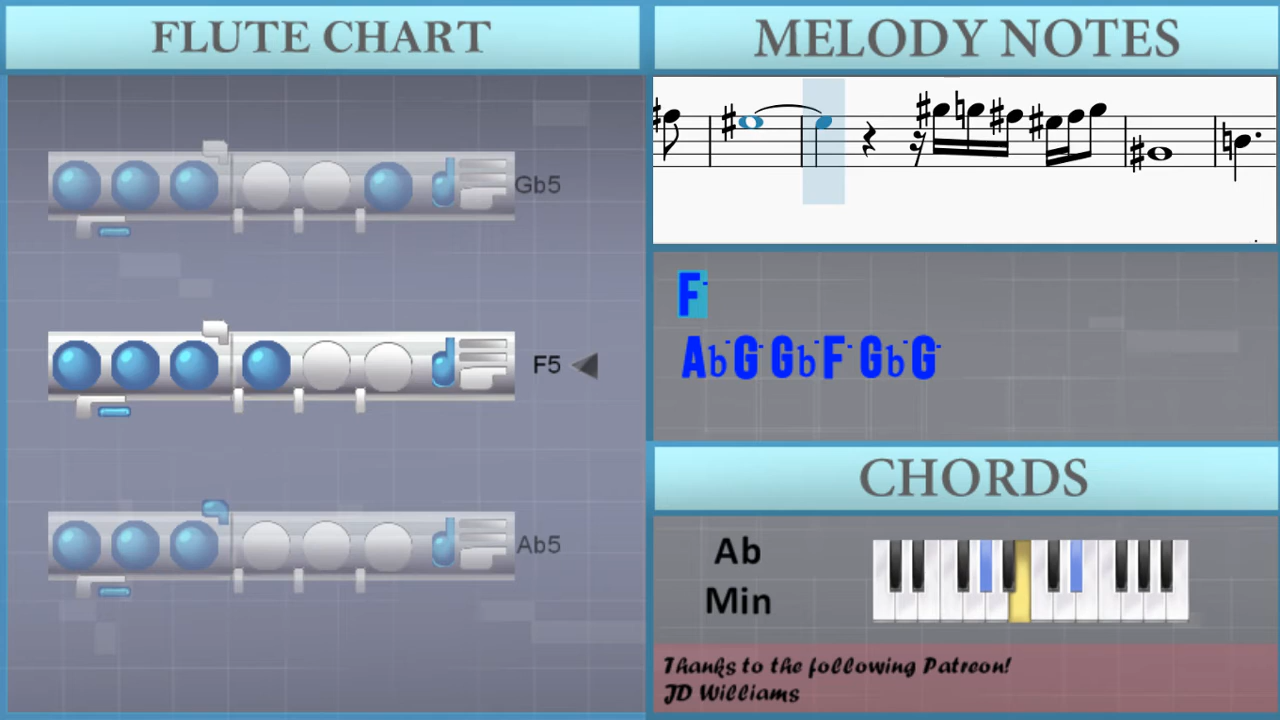 FLUTE CHART
Gb5
F5
Ab5
MELODY NOTES
F-
Ab-G-Gb-F-Gb-G-
CHORDS
Ab
Min
Thanks to the following Patreon!
JD Williams